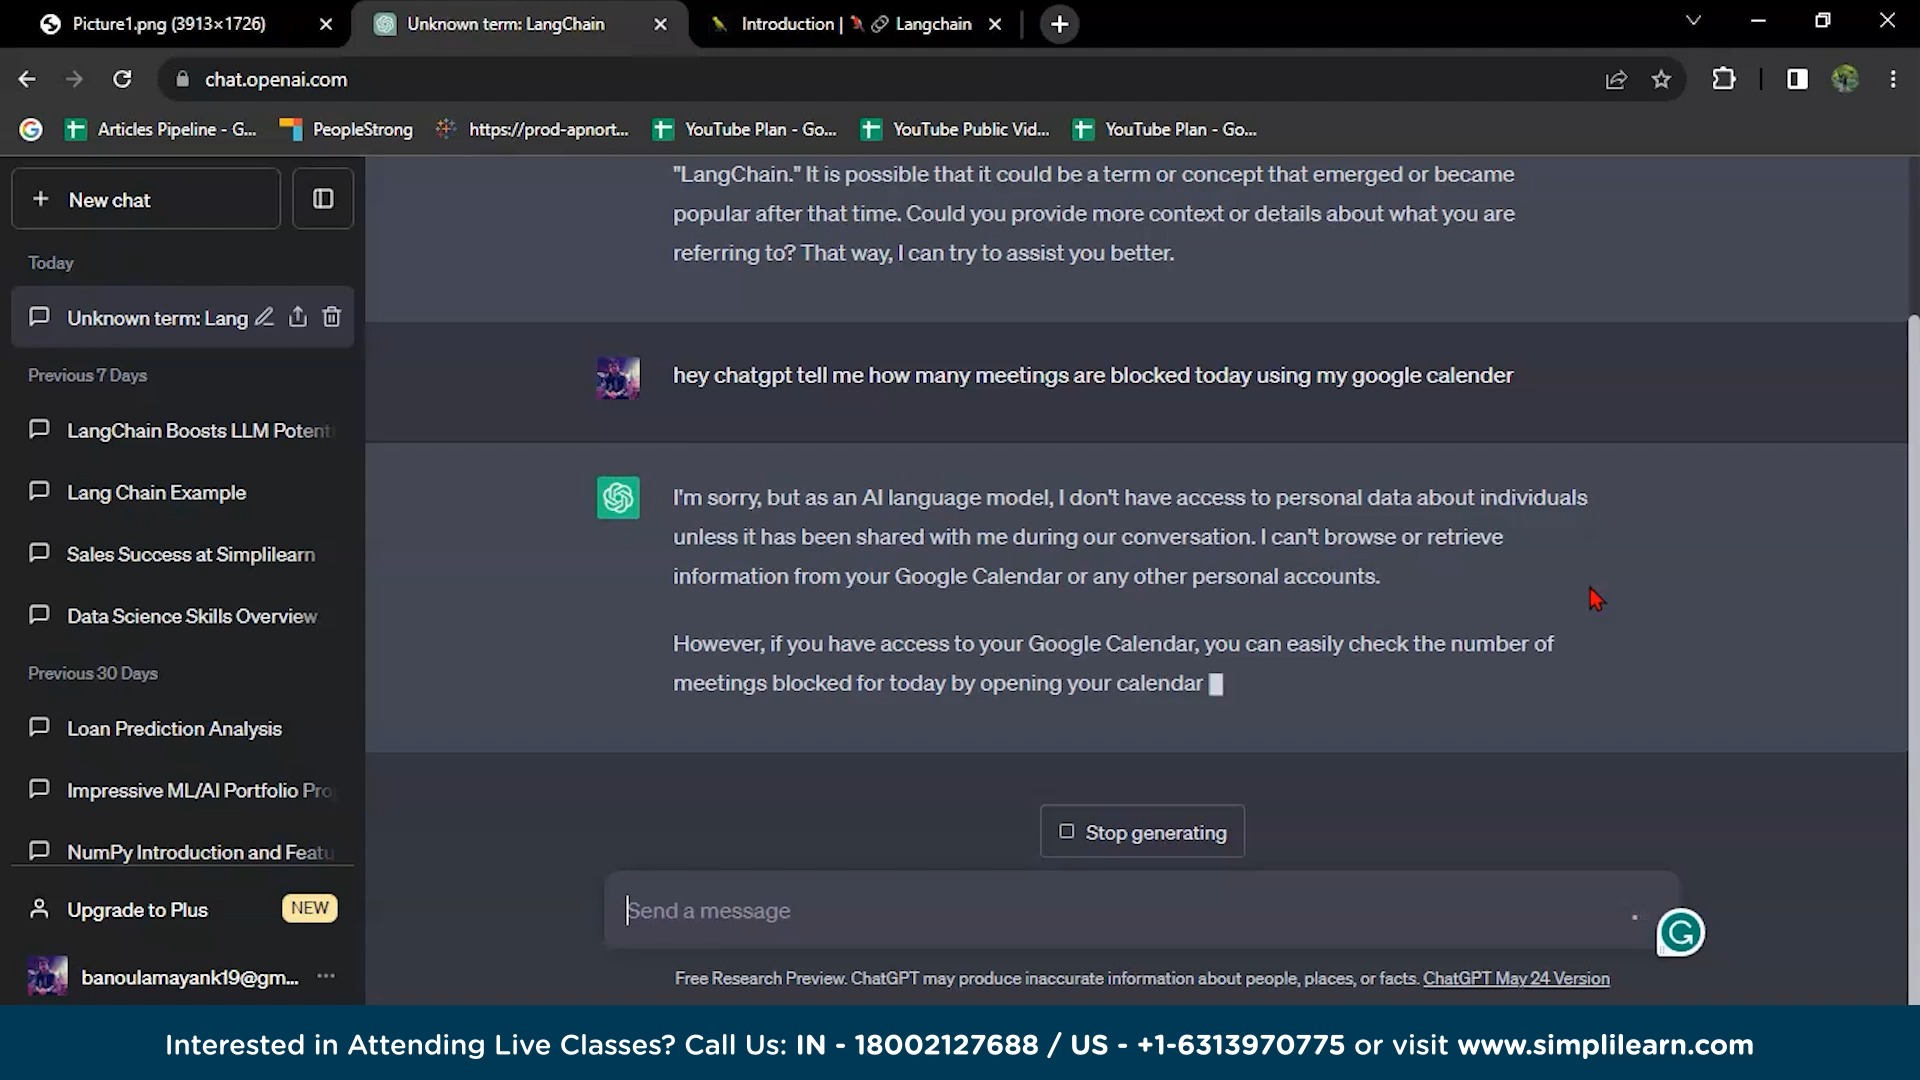 Picture1.png (3913×1726)
Unknown term: LangChain
Introduction | Langchain
chat.openai.com
Articles Pipeline - G...
PeopleStrong
https://prod-apnort...
YouTube Plan - Go...
YouTube Public Vid...
YouTube Plan - Go...
New chat
Today
Unknown term: Lang
Previous 7 Days
LangChain Boosts LLM Potent
Lang Chain Example
Sales Success at Simplilearn
Data Science Skills Overview
Previous 30 Days
Loan Prediction Analysis
Impressive ML/AI Portfolio Pro
NumPy Introduction and Featu
Upgrade to Plus
NEW
banoulamayank19@gm...
"LangChain." It is possible that it could be a term or concept that emerged or became
popular after that time. Could you provide more context or details about what you are
referring to? That way, I can try to assist you better.
hey chatgpt tell me how many meetings are blocked today using my google calender
I'm sorry, but as an AI language model, I don't have access to personal data about individuals
unless it has been shared with me during our conversation. I can't browse or retrieve
information from your Google Calendar or any other personal accounts.
However, if you have access to your Google Calendar, you can easily check the number of
meetings blocked for today by opening your calendar
Stop generating
Send a message
Free Research Preview. ChatGPT may produce inaccurate information about people, places, or facts. ChatGPT May 24 Version
Interested in Attending Live Classes? Call Us: IN - 18002127688 / US - +1-6313970775 or visit www.simplilearn.com